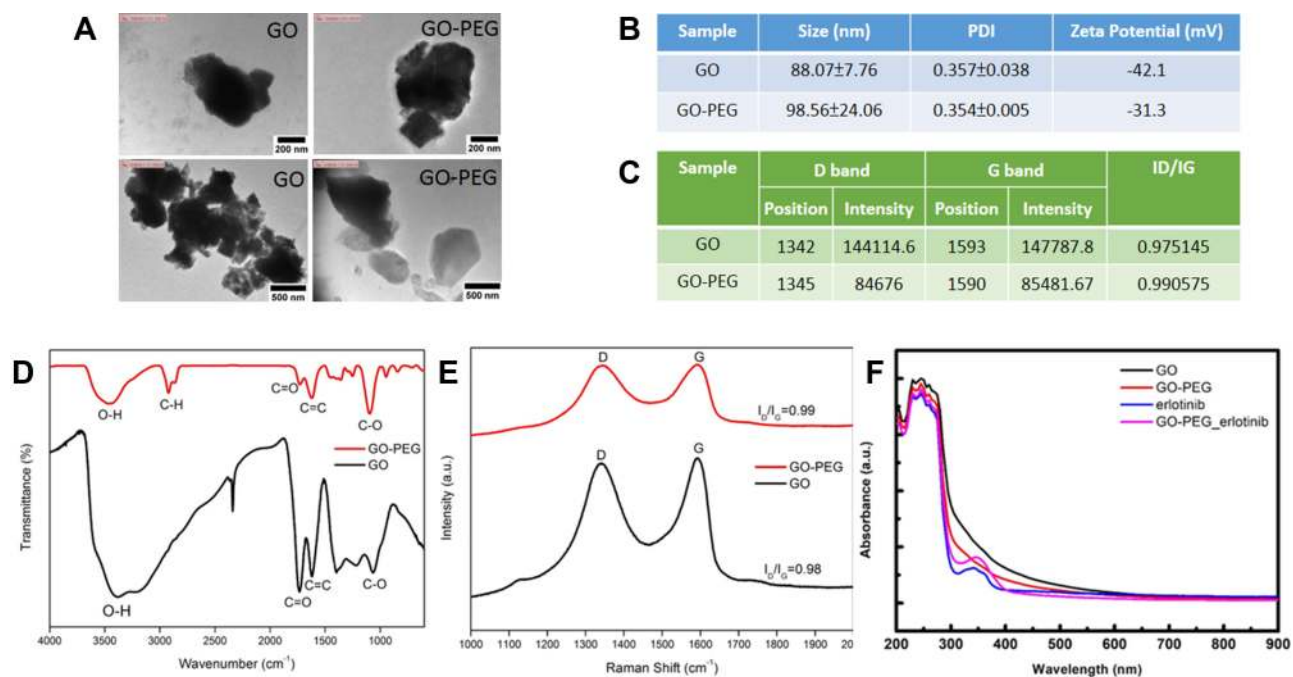 A
GO
GO-PEG
200 nm
200 nm
GO
GO-PEG
500 nm
500 nm
B
Sample Size (nm) PDI Zeta Potential (mV)
GO 88.07±7.76 0.357±0.038 -42.1
GO-PEG 98.56±24.06 0.354±0.005 -31.3
C
Sample D band G band ID/IG
Position Intensity Position Intensity
GO 1342 144114.6 1593 147787.8 0.975145
GO-PEG 1345 84676 1590 85481.67 0.990575
D
O-H
C-H
C=O
C=C
C-O
GO-PEG
GO
O-H
C=O
C=C
C-O
Transmittance (%)
4000 3500 3000 2500 2000 1500 1000
Wavenumber (cm⁻¹)
E
D
G
I_D/I_G=0.99
GO-PEG
GO
D
G
I_D/I_G=0.98
Intensity (a.u.)
1000 1100 1200 1300 1400 1500 1600 1700 1800 1900 20
Raman Shift (cm⁻¹)
F
GO
GO-PEG
erlotinib
GO-PEG_erlotinib
Absorbance (a.u.)
200 300 400 500 600 700 800 900
Wavelength (nm)